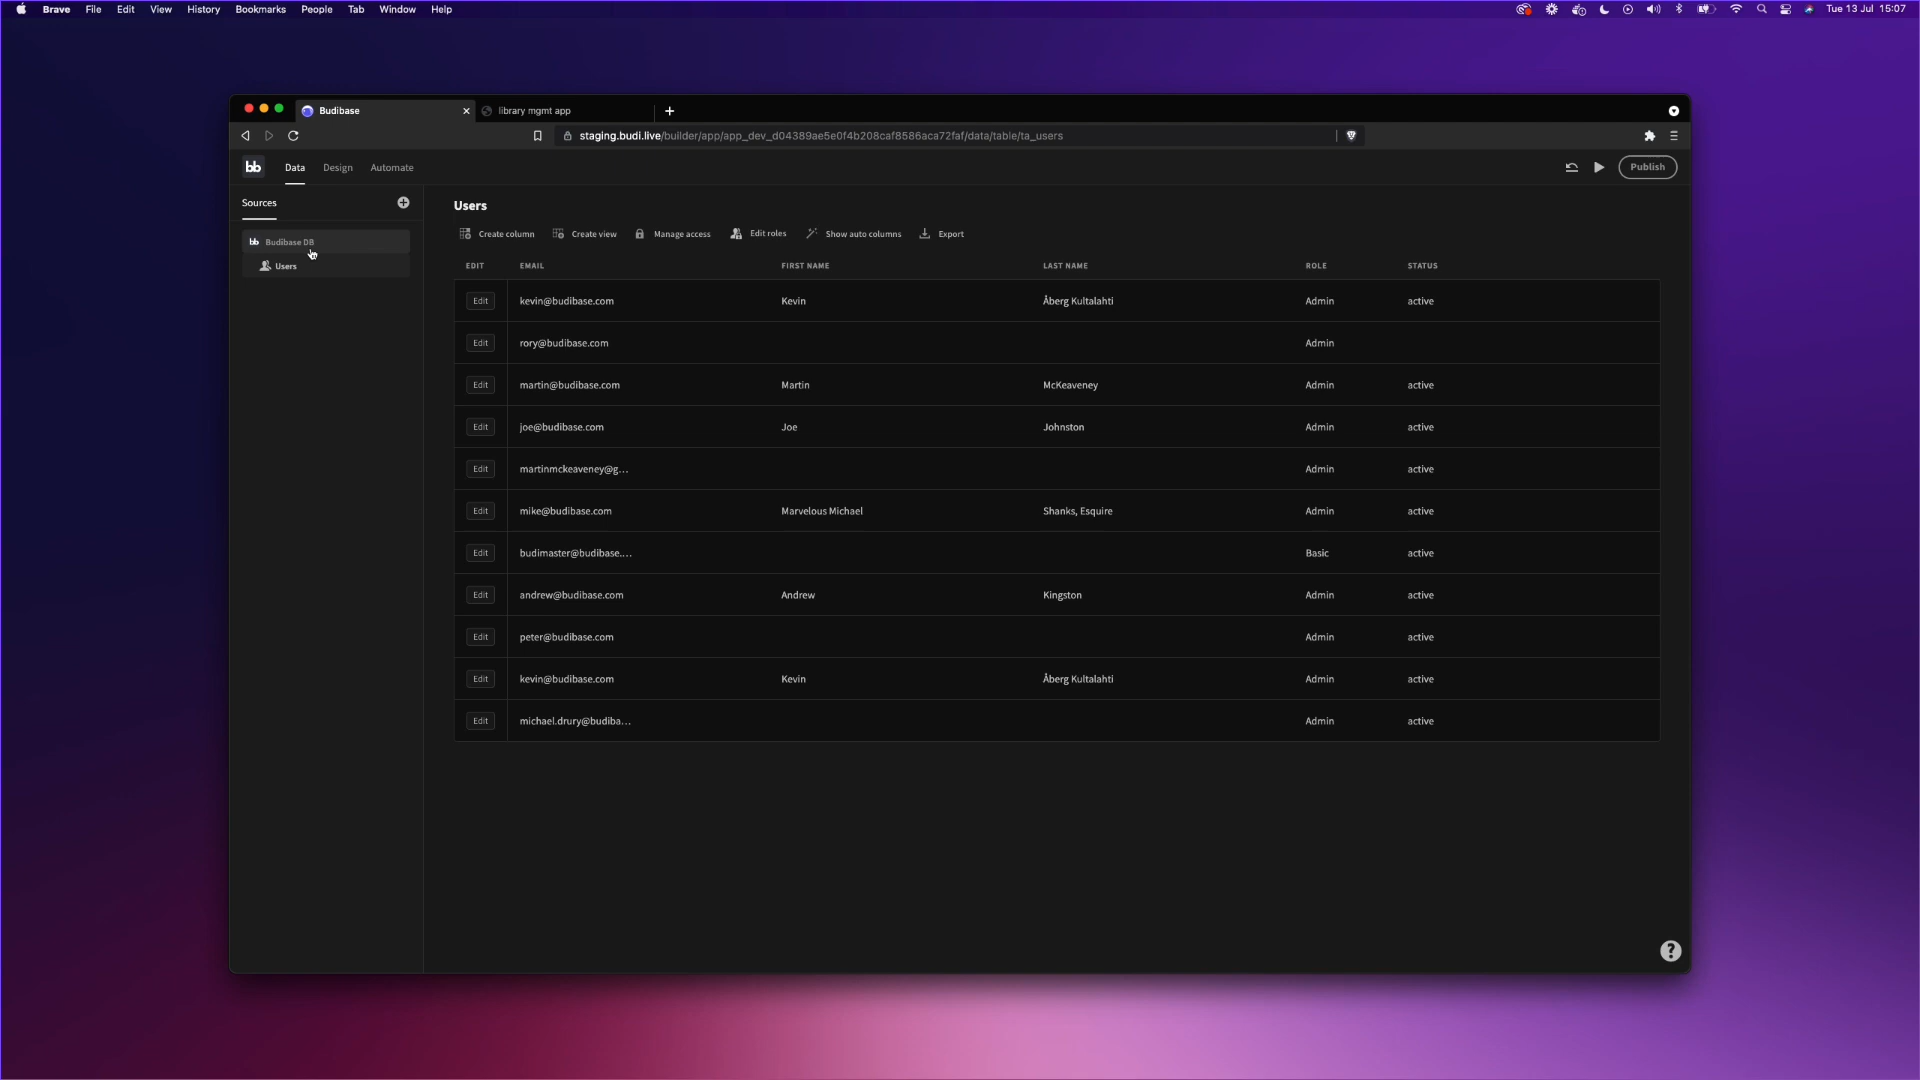 Brave File Edit View History Bookmarks People Tab Window Help Tue 13 Jul 15:07
Budibase library mgmt app
staging.budi.live/builder/app/app_dev_d04389ae5e0f4b208caf8586aca72faf/data/table/ta_users
bb Data Design Automate Publish
Sources
Users
bb Budibase DB
Users
Create column Create view Manage access Edit roles Show auto columns Export
EDIT EMAIL FIRST NAME LAST NAME ROLE STATUS
Edit kevin@budibase.com Kevin Åberg Kultalahti Admin active
Edit rory@budibase.com Admin
Edit martin@budibase.com Martin McKeaveney Admin active
Edit joe@budibase.com Joe Johnston Admin active
Edit martinmckeaveney@g... Admin active
Edit mike@budibase.com Marvelous Michael Shanks, Esquire Admin active
Edit budimaster@budibase.... Basic active
Edit andrew@budibase.com Andrew Kingston Admin active
Edit peter@budibase.com Admin active
Edit kevin@budibase.com Kevin Åberg Kultalahti Admin active
Edit michael.drury@budiba... Admin active
?